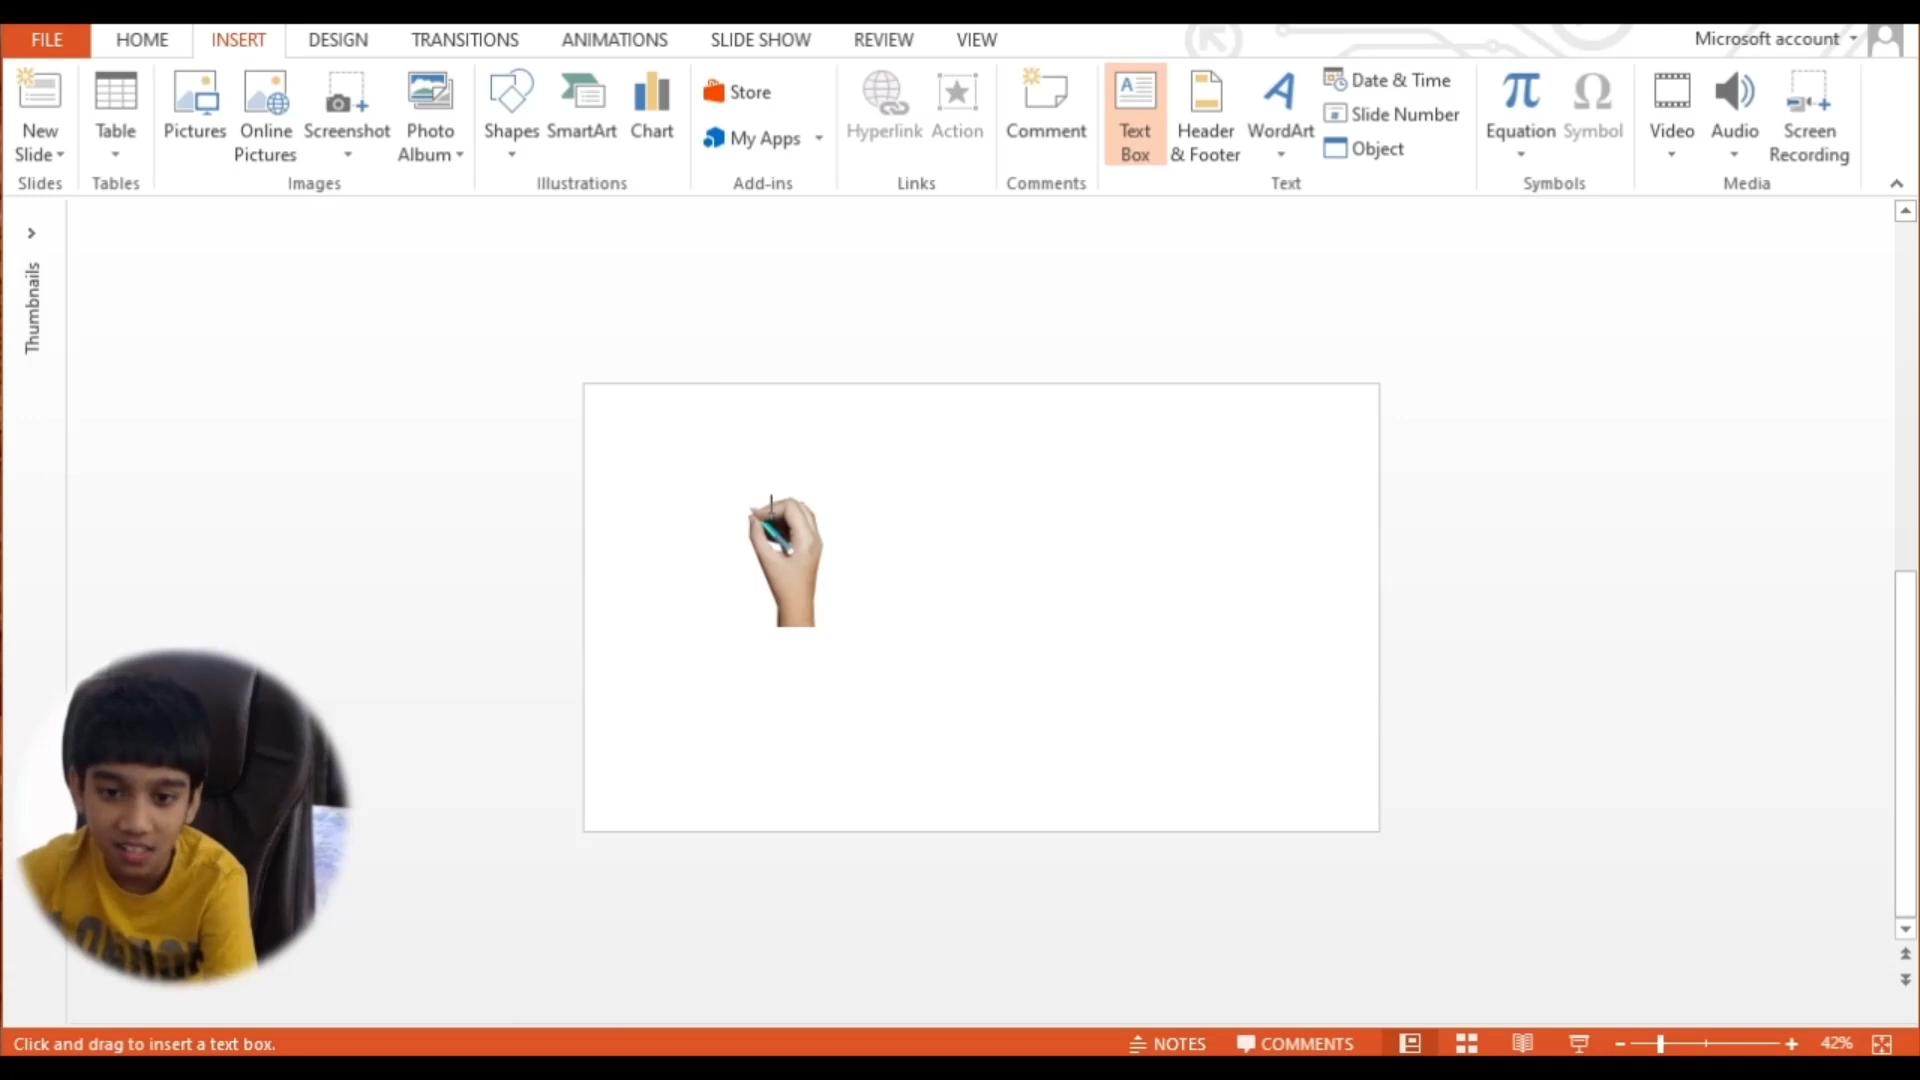 FILE HOME INSERT DESIGN TRANSITIONS ANIMATIONS SLIDE SHOW REVIEW VIEW Microsoft account
New Slide
Table
Pictures
Online Pictures
Screenshot
Photo Album
Shapes
SmartArt
Chart
Store
My Apps
Hyperlink
Action
Comment
Text Box
Header & Footer
WordArt
Date & Time
Slide Number
Object
Equation
Symbol
Video
Audio
Screen Recording
Slides Tables Images Illustrations Add-ins Links Comments Text Symbols Media
Thumbnails
Click and drag to insert a text box. NOTES COMMENTS 42%